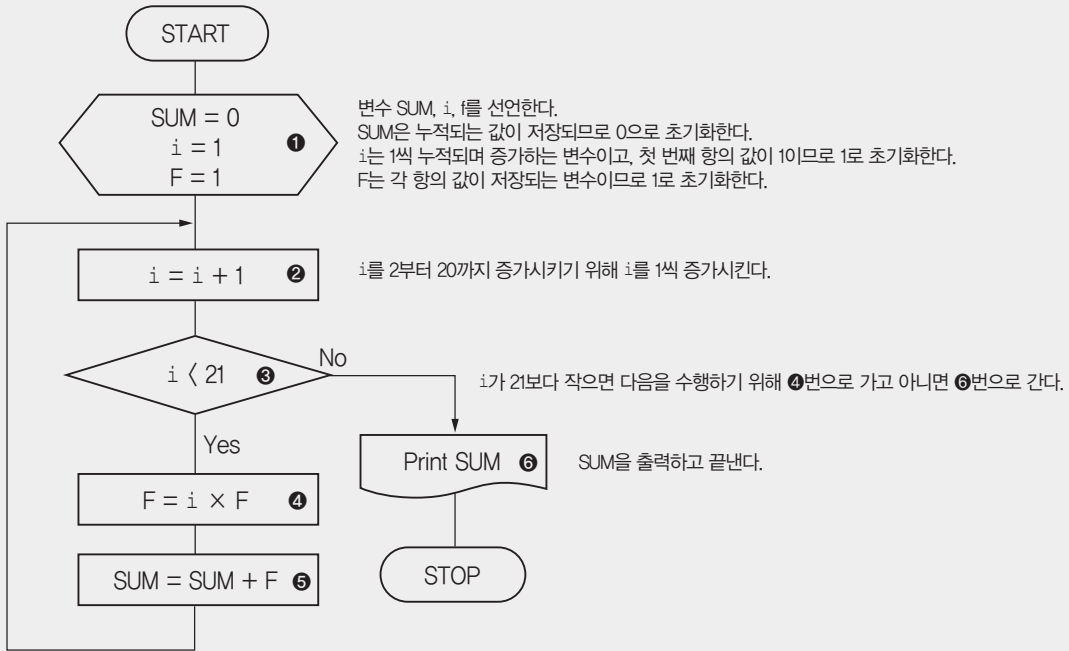 START
SUM = 0
i = 1
F = 1
❶
변수 SUM, i, f를 선언한다.
SUM은 누적되는 값이 저장되므로 0으로 초기화한다.
i는 1씩 누적되며 증가하는 변수이고, 첫 번째 항의 값이 1이므로 1로 초기화한다.
F는 각 항의 값이 저장되는 변수이므로 1로 초기화한다.
i = i + 1 ❷
i를 2부터 20까지 증가시키기 위해 i를 1씩 증가시킨다.
i < 21 ❸
No
i가 21보다 작으면 다음을 수행하기 위해 ❹번으로 가고 아니면 ❻번으로 간다.
Yes
Print SUM ❻
SUM을 출력하고 끝낸다.
F = i × F ❹
SUM = SUM + F ❺
STOP